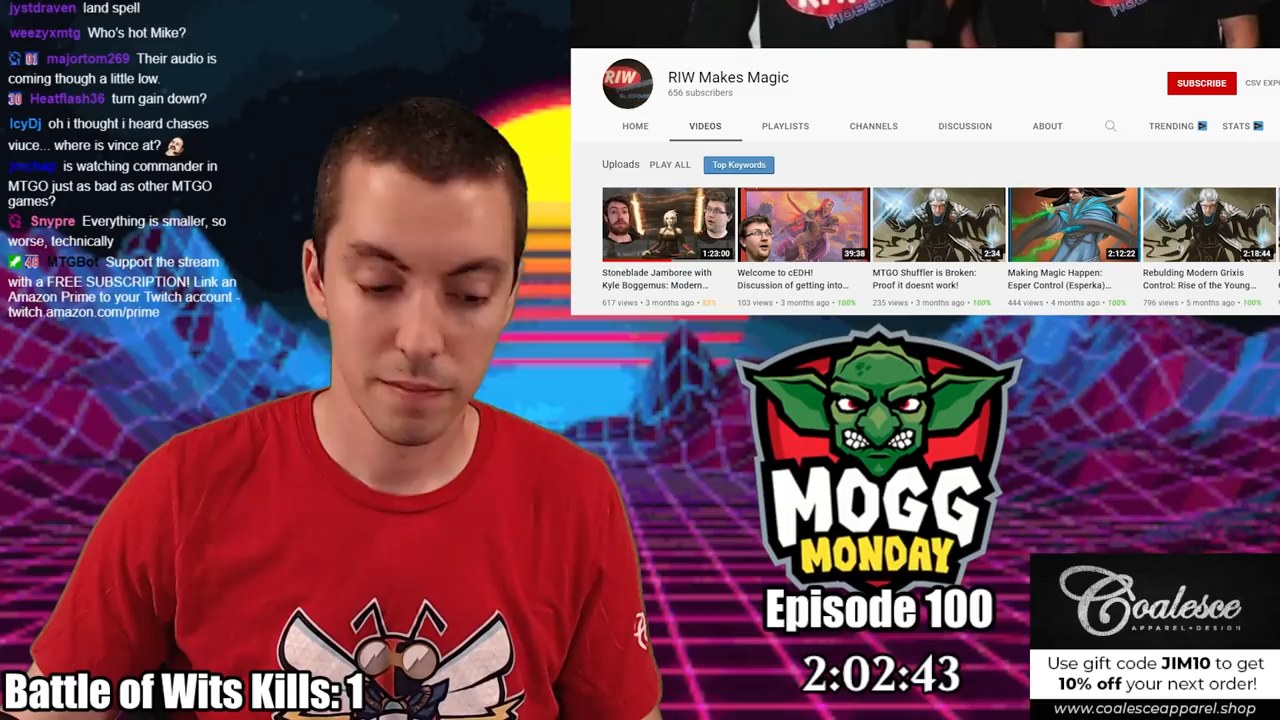 jystdraven land spell
weezyxmtg Who's hot Mike?
majortom269 Their audio is
coming though a little low.
Heatflash36 turn gain down?
IcyDj oh i thought i heard chases
viuce... where is vince at?
jimchap is watching commander in
MTGO just as bad as other MTGO
games?
Snypre Everything is smaller, so
worse, technically
MTGBot Support the stream
with a FREE SUBSCRIPTION! Link an
Amazon Prime to your Twitch account -
twitch.amazon.com/prime
RIW
RIW Makes Magic
656 subscribers
SUBSCRIBE
CSV EXPO
HOME VIDEOS PLAYLISTS CHANNELS DISCUSSION ABOUT TRENDING STATS
Uploads PLAY ALL Top Keywords
1:23:00 39:38 2:34 2:12:22 2:18:44
Stoneblade Jamboree with
Kyle Boggemus: Modern...
617 views • 3 months ago • 83%
Welcome to cEDH!
Discussion of getting into...
103 views • 3 months ago • 100%
MTGO Shuffler is Broken:
Proof it doesnt work!
235 views • 3 months ago • 100%
Making Magic Happen:
Esper Control (Esperka)...
444 views • 4 months ago • 100%
Rebulding Modern Grixis
Control: Rise of the Young...
796 views • 5 months ago • 100%
MOGG
MONDAY
Episode 100
2:02:43
Battle of Wits Kills: 1
Coalesce
APPAREL+DESIGN
Use gift code JIM10 to get
10% off your next order!
www.coalesceapparel.shop